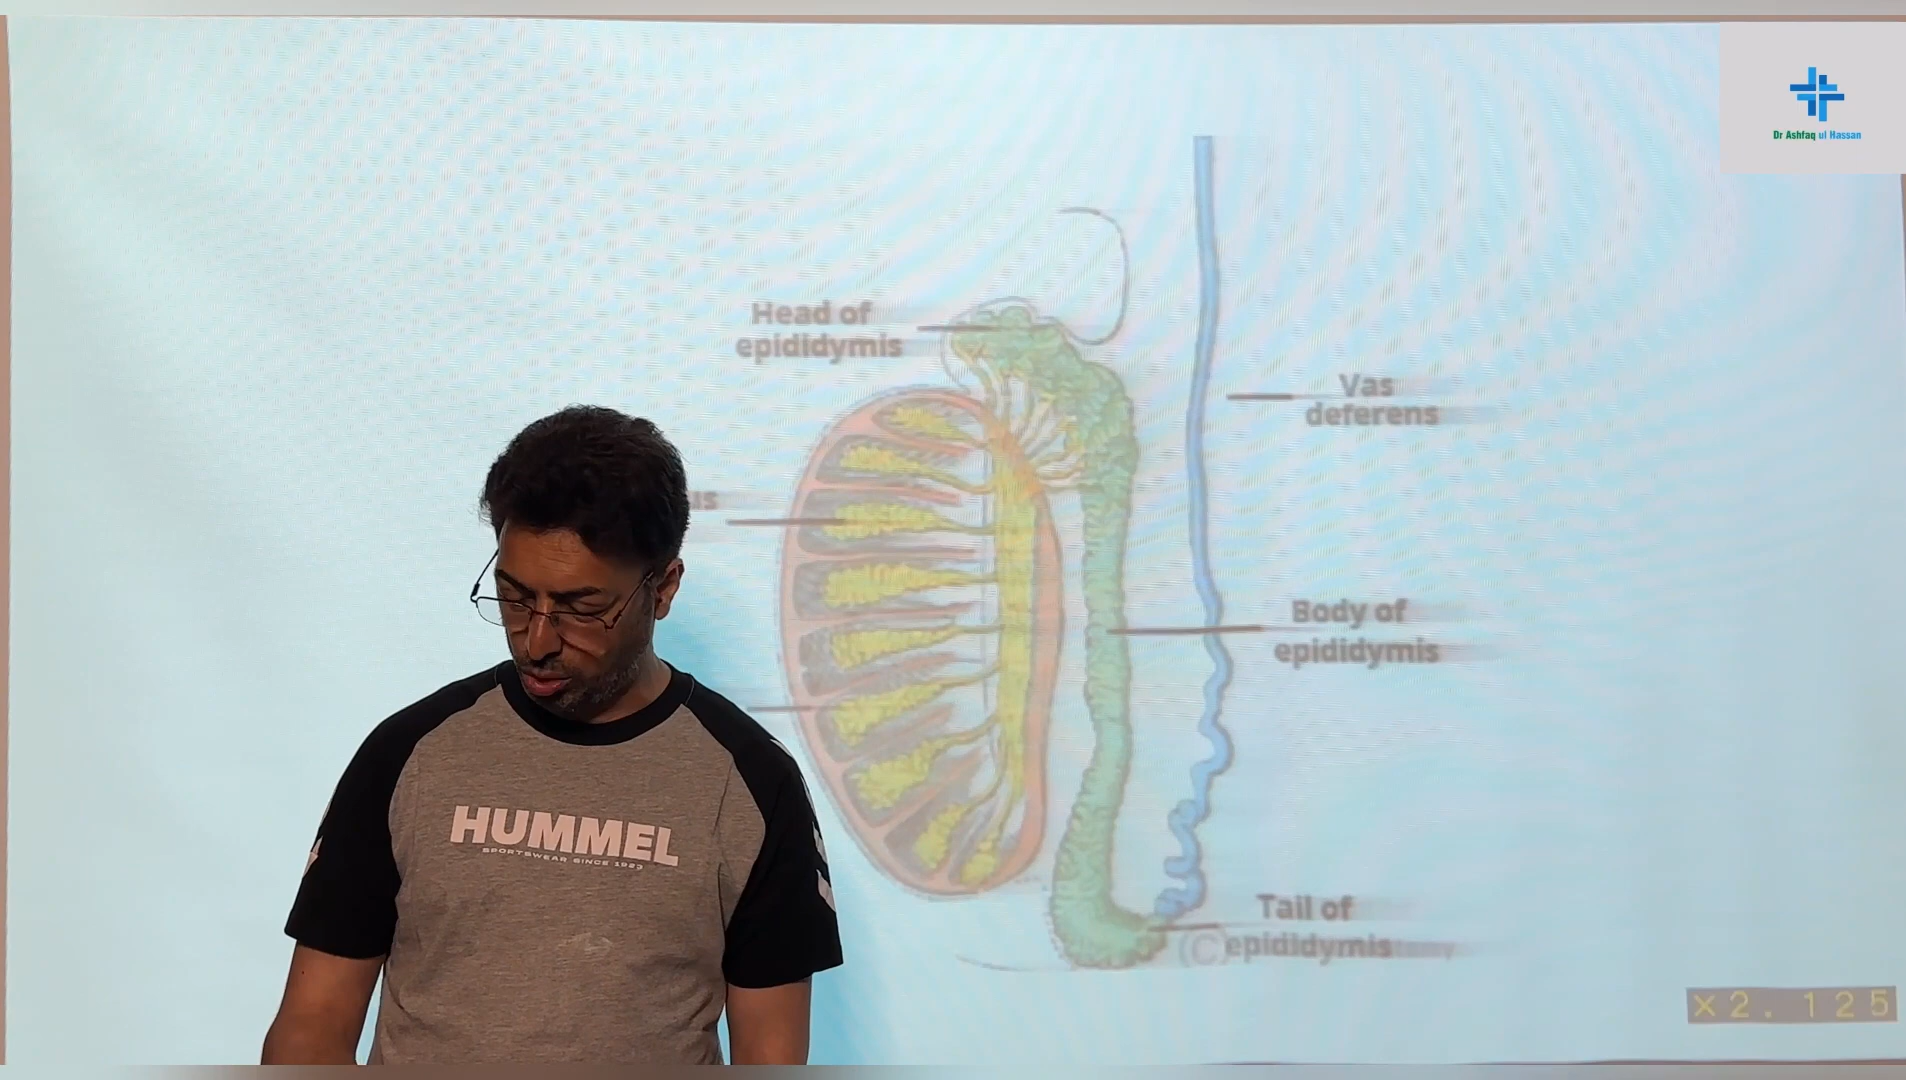 Dr Ashfaq ul Hassan
Head of
epididymis
Vas
deferens
Body of
epididymis
HUMMEL
SPORTSWEAR SINCE 1923
Tail of
(C) epididymis
×2.125